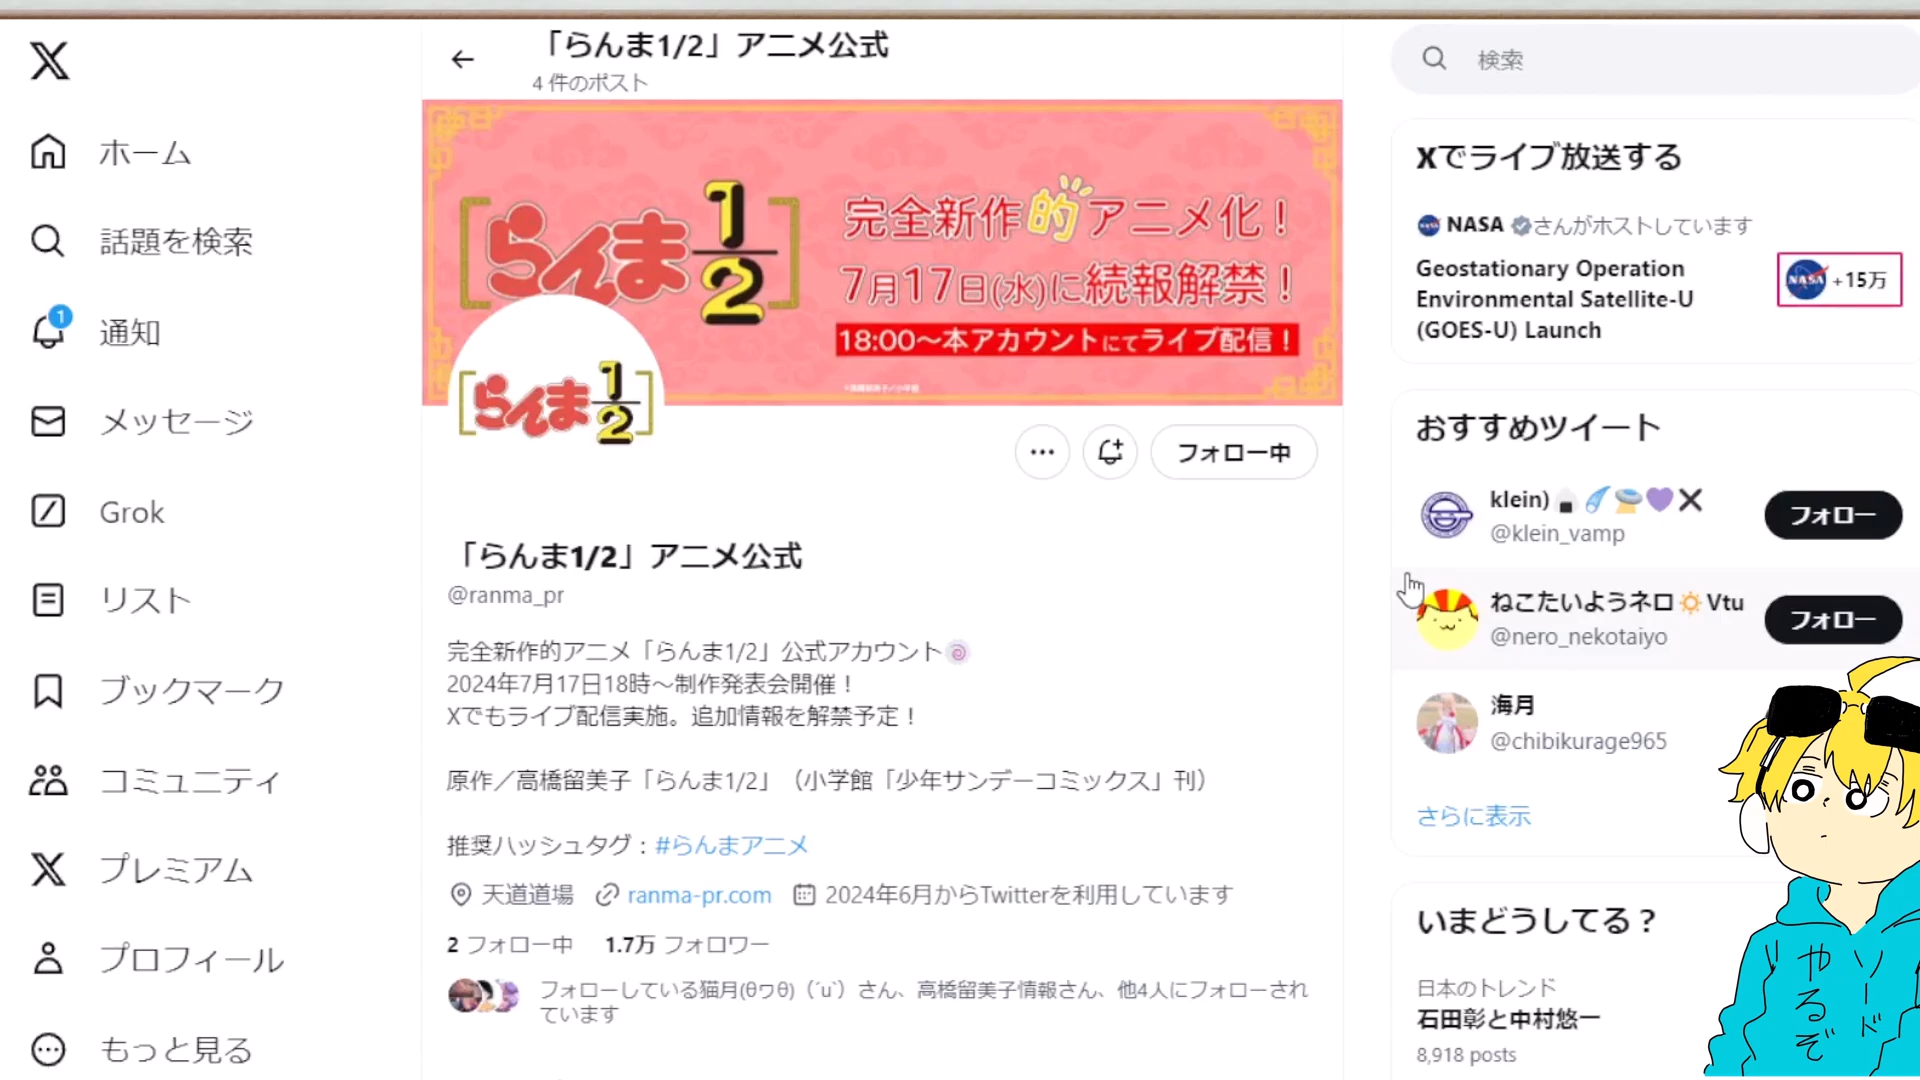 「らんま1/2」アニメ公式
4 件のポスト
検索
ホーム
話題を検索
1
通知
メッセージ
Grok
リスト
ブックマーク
コミュニティ
プレミアム
プロフィール
もっと見る
らんま1/2
完全新作的アニメ化！
7月17日(水)に続報解禁！
18:00〜本アカウントにてライブ配信！
らんま1/2
フォロー中
「らんま1/2」アニメ公式
@ranma_pr
完全新作的アニメ「らんま1/2」公式アカウント🍥
2024年7月17日18時〜制作発表会開催！
Xでもライブ配信実施。追加情報を解禁予定！
原作／高橋留美子「らんま1/2」（小学館「少年サンデーコミックス」刊）
推奨ハッシュタグ：#らんまアニメ
天道道場 ranma-pr.com 2024年6月からTwitterを利用しています
2 フォロー中 1.7万 フォロワー
フォローしている猫月(θヮθ)（´u`）さん、高橋留美子情報さん、他4人にフォローされ
ています
Xでライブ放送する
NASA さんがホストしています
Geostationary Operation
Environmental Satellite-U
(GOES-U) Launch
NASA +15万
おすすめツイート
klein)🍙☄️🛸💜✕
@klein_vamp
フォロー
ねこたいようネロ🔅Vtu
@nero_nekotaiyo
フォロー
海月
@chibikurage965
さらに表示
いまどうしてる？
日本のトレンド
石田彰と中村悠一
8,918 posts
ソード
やるぞ